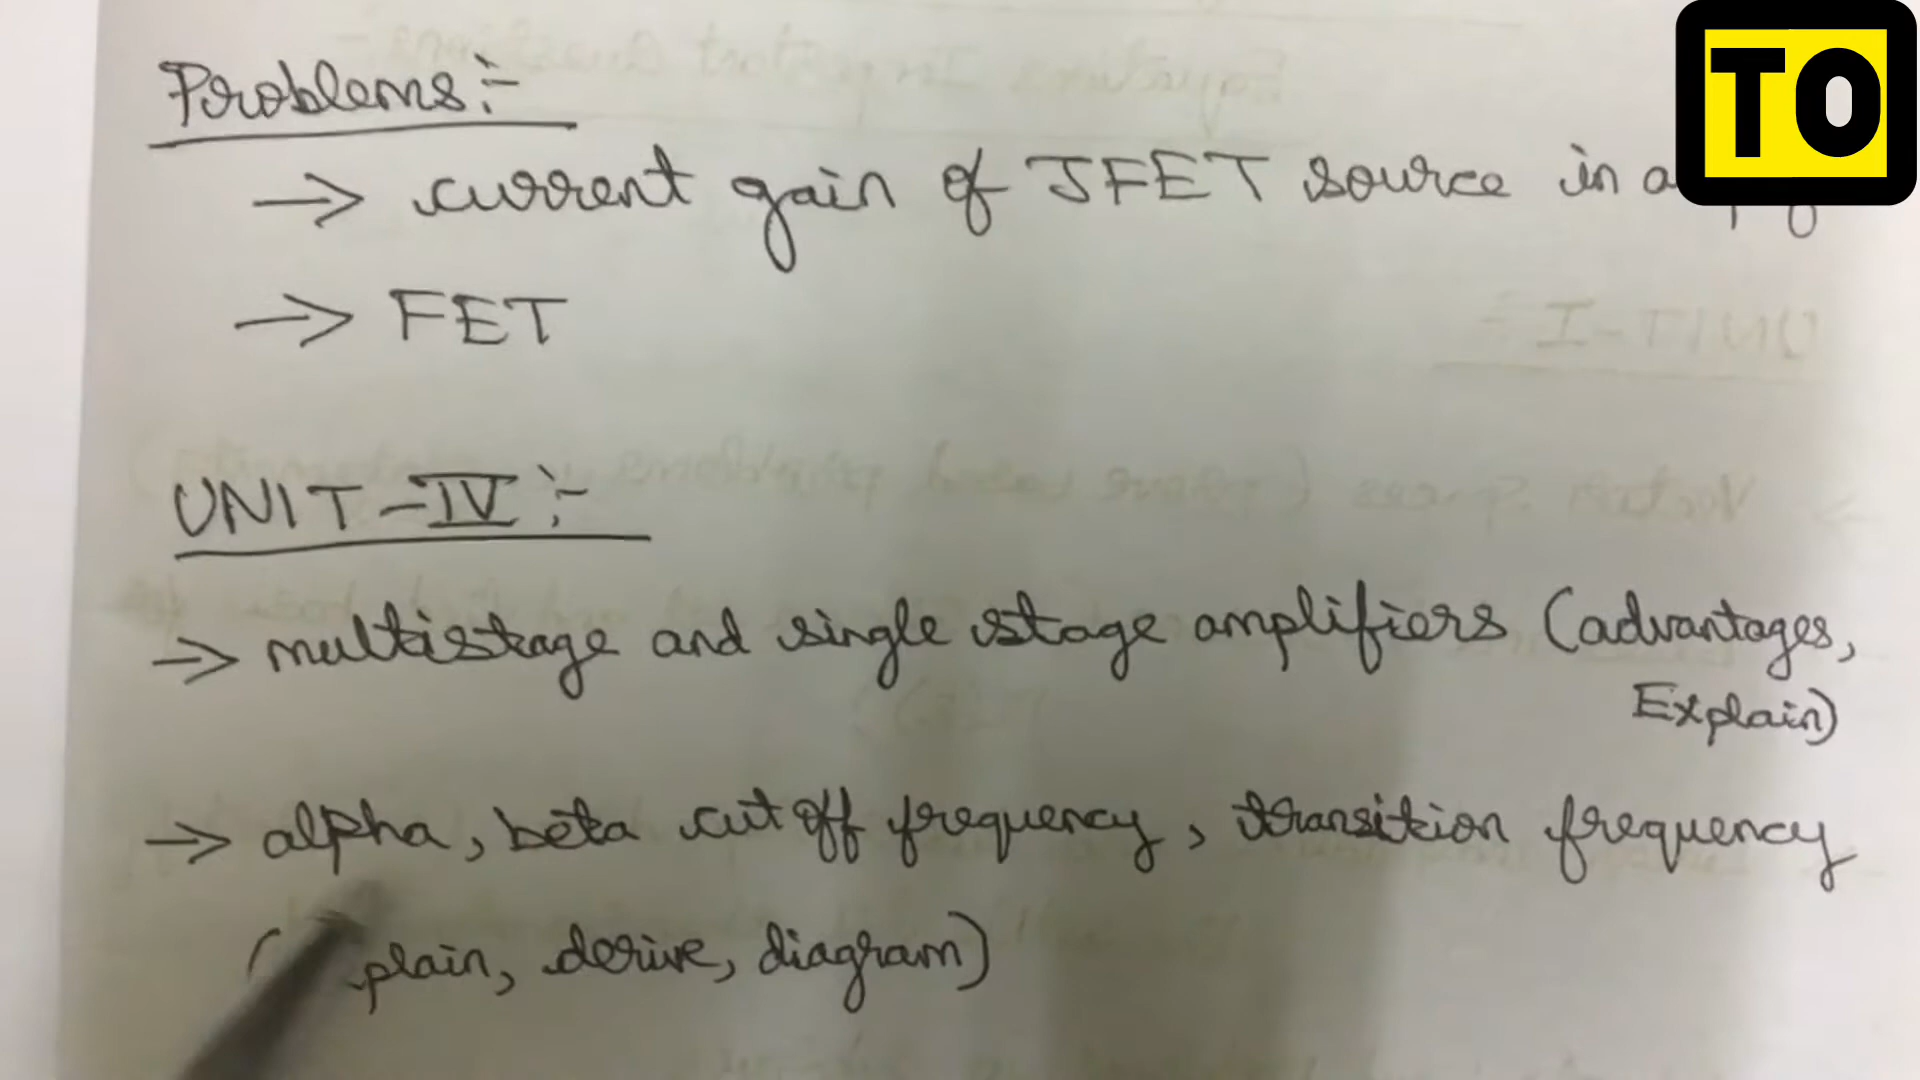 Problems:-
→ current gain of JFET source in
→ FET
UNIT-IV :-
→ multistage and single stage amplifiers (advantages,
Explain)
→ alpha, beta cut off frequency, transition frequency
( plain, derive, diagram)
TO